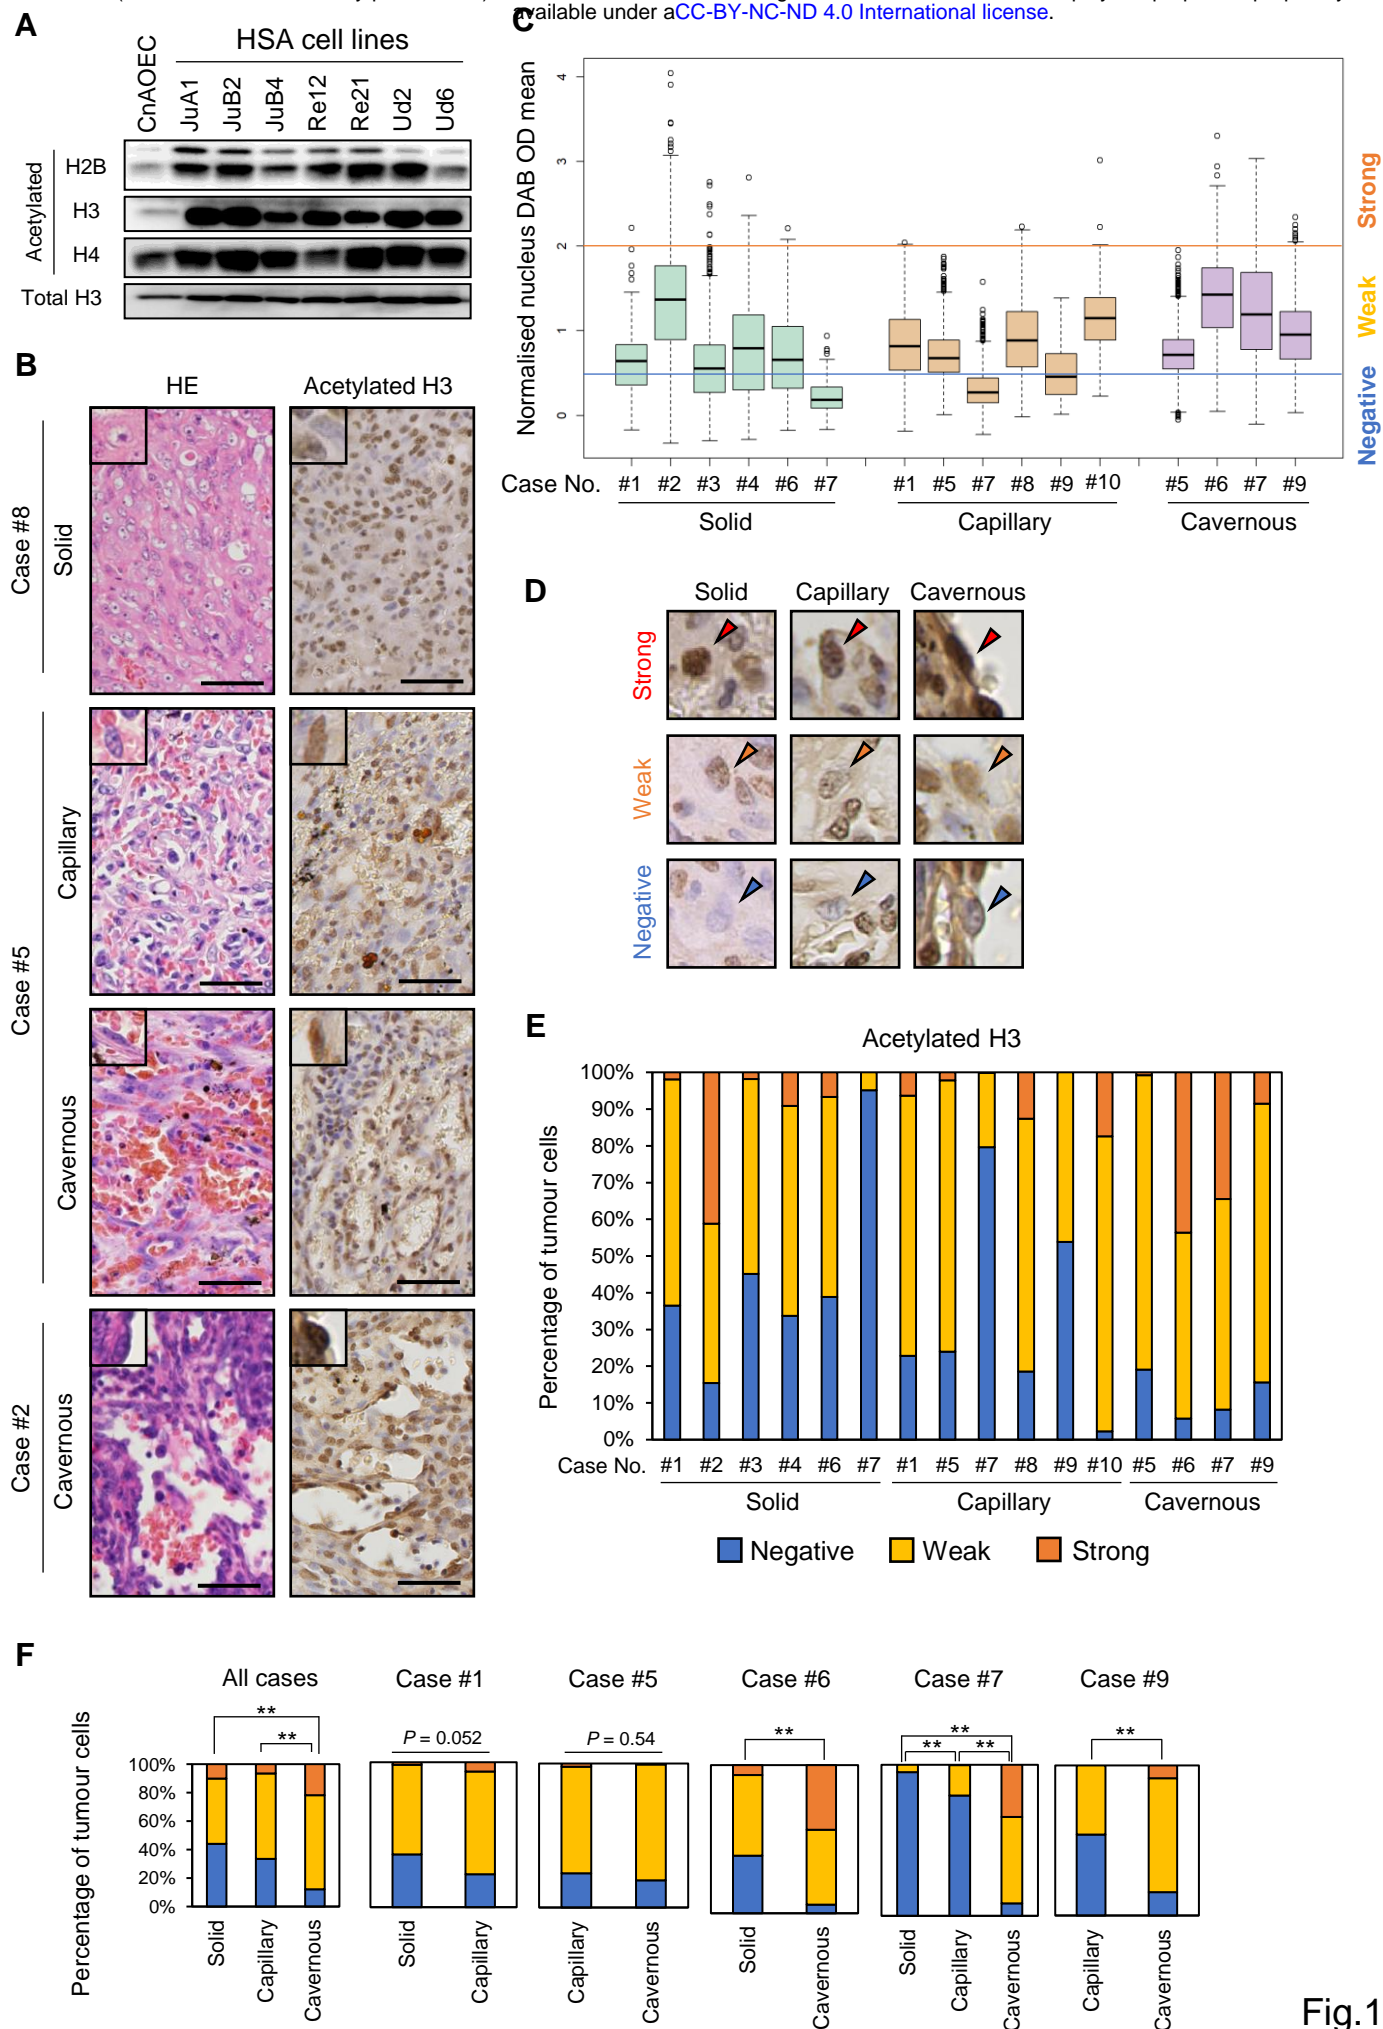 available under aCC-BY-NC-ND 4.0 International license.
A
HSA cell lines
CnAOEC
JuA1
JuB2
JuB4
Re12
Re21
Ud2
Ud6
Acetylated
H2B
H3
H4
Total H3
B
HE
Acetylated H3
Case #8
Solid
Case #5
Capillary
Cavernous
Case #2
Cavernous
C
Normalised nucleus DAB OD mean
4
3
2
1
0
Strong
Weak
Negative
Case No. #1 #2 #3 #4 #6 #7 #1 #5 #7 #8 #9 #10 #5 #6 #7 #9
Solid Capillary Cavernous
D
Solid Capillary Cavernous
Strong
Weak
Negative
E
Acetylated H3
Percentage of tumour cells
100%
90%
80%
70%
60%
50%
40%
30%
20%
10%
0%
Case No. #1 #2 #3 #4 #6 #7 #1 #5 #7 #8 #9 #10 #5 #6 #7 #9
Solid Capillary Cavernous
Negative Weak Strong
F
Percentage of tumour cells
All cases
**
**
100%
80%
60%
40%
20%
0%
Solid
Capillary
Cavernous
Case #1
P = 0.052
Solid
Capillary
Case #5
P = 0.54
Capillary
Cavernous
Case #6
**
Solid
Cavernous
Case #7
**
** **
Solid
Capillary
Cavernous
Case #9
**
Capillary
Cavernous
Fig.1